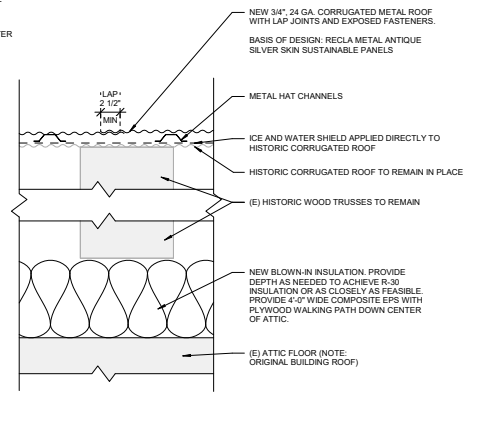 TER
NEW 3/4", 24 GA. CORRUGATED METAL ROOF
WITH LAP JOINTS AND EXPOSED FASTENERS.
BASIS OF DESIGN: RECLA METAL ANTIQUE
SILVER SKIN SUSTAINABLE PANELS
LAP
2 1/2"
MIN
METAL HAT CHANNELS
ICE AND WATER SHIELD APPLIED DIRECTLY TO
HISTORIC CORRUGATED ROOF
HISTORIC CORRUGATED ROOF TO REMAIN IN PLACE
(E) HISTORIC WOOD TRUSSES TO REMAIN
NEW BLOWN-IN INSULATION. PROVIDE
DEPTH AS NEEDED TO ACHIEVE R-30
INSULATION OR AS CLOSELY AS FEASIBLE.
PROVIDE 4'-0" WIDE COMPOSITE EPS WITH
PLYWOOD WALKING PATH DOWN CENTER
OF ATTIC.
(E) ATTIC FLOOR (NOTE:
ORIGINAL BUILDING ROOF)